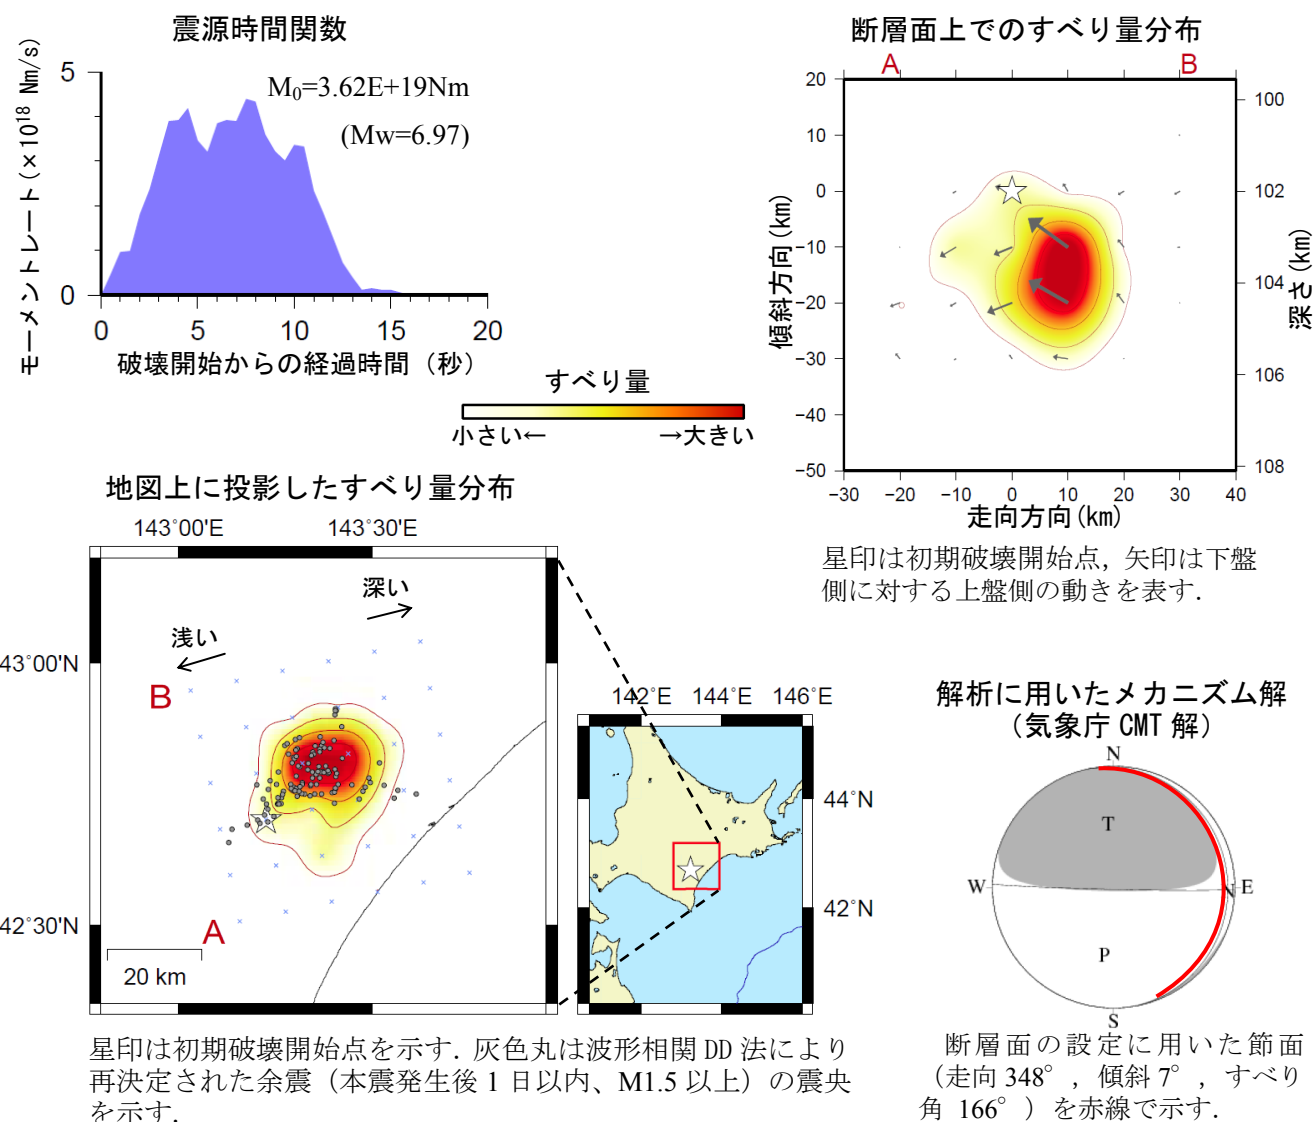 震源時間関数
モーメントレート(×10¹⁸ Nm/s)
5
0
M₀=3.62E+19Nm
(Mw=6.97)
0 5 10 15 20
破壊開始からの経過時間（秒）
断層面上でのすべり量分布
A B
傾斜方向(km)
20
10
0
−10
−20
−30
−40
−50
100
102
104
106
108
深さ(km)
−30 −20 −10 0 10 20 30 40
走向方向(km)
星印は初期破壊開始点，矢印は下盤
側に対する上盤側の動きを表す．
すべり量
小さい← →大きい
地図上に投影したすべり量分布
143°00'E 143°30'E
深い
浅い
43°00'N
B
42°30'N
A
20 km
142°E 144°E 146°E
44°N
42°N
星印は初期破壊開始点を示す．灰色丸は波形相関 DD 法により
再決定された余震（本震発生後 1 日以内、M1.5 以上）の震央
を示す．
解析に用いたメカニズム解
（気象庁 CMT 解）
N
T
W N E
P
S
断層面の設定に用いた節面
（走向 348°，傾斜 7°，すべり
角 166°）を赤線で示す．